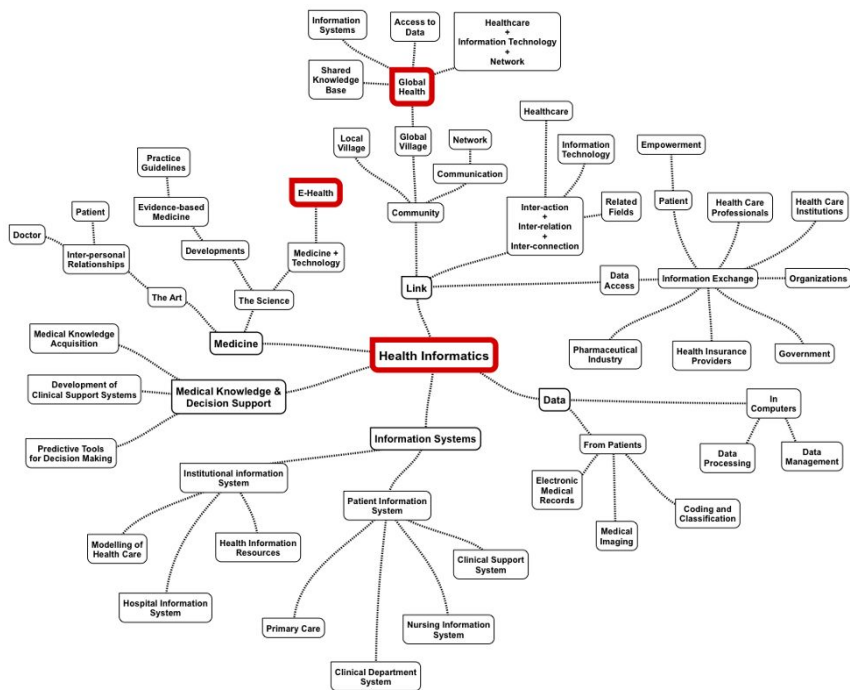 Information
Systems
Access to
Data
Healthcare
+
Information Technology
+
Network
Shared
Knowledge
Base
Global
Health
Healthcare
Local
Village
Global
Village
Network
Information
Technology
Empowerment
Practice
Guidelines
Communication
E-Health
Evidence-based
Medicine
Patient
Community
Inter-action
+
Inter-relation
+
Inter-connection
Related
Fields
Patient
Health Care
Professionals
Health Care
Institutions
Doctor
Inter-personal
Relationships
Developments
Medicine +
Technology
Link
Data
Access
Information Exchange
Organizations
The Art
The Science
Medicine
Health Informatics
Pharmaceutical
Industry
Health Insurance
Providers
Government
Medical Knowledge
Acquisition
Development of
Clinical Support Systems
Medical Knowledge &
Decision Support
Predictive Tools
for Decision Making
Data
In
Computers
Information Systems
From Patients
Data
Processing
Data
Management
Institutional information
System
Patient Information
System
Electronic
Medical
Records
Medical
Imaging
Coding and
Classification
Modelling of
Health Care
Health Information
Resources
Clinical Support
System
Hospital Information
System
Primary Care
Nursing Information
System
Clinical Department
System